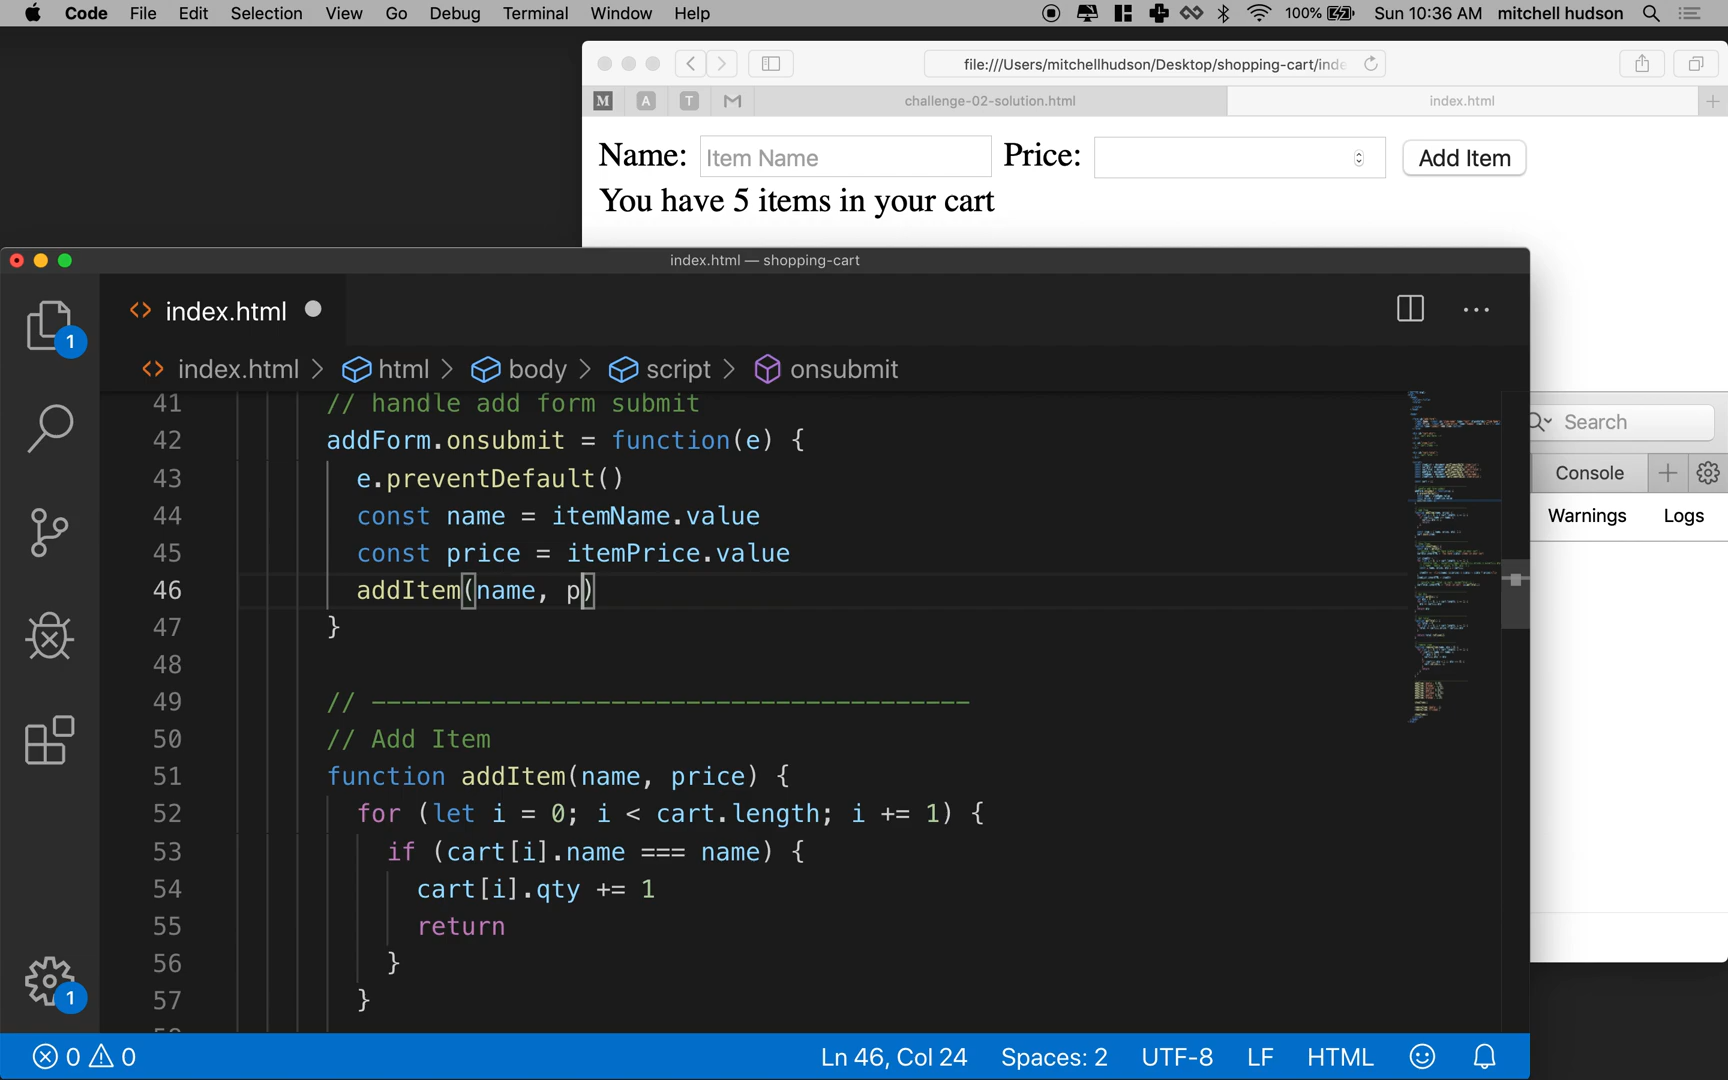 Code File Edit Selection View Go Debug Terminal Window Help 100% Sun 10:36 AM mitchell hudson
file:///Users/mitchellhudson/Desktop/shopping-cart/inde
M A T challenge-02-solution.html index.html
Name: Item Name Price: Add Item
You have 5 items in your cart
index.html — shopping-cart
index.html
1
index.html > html > body > script > onsubmit
41 // handle add form submit
42 addForm.onsubmit = function(e) {
43 e.preventDefault()
44 const name = itemName.value
45 const price = itemPrice.value
46 addItem(name, p)
47 }
48
49 // ----------------------------------------
50 // Add Item
51 function addItem(name, price) {
52 for (let i = 0; i < cart.length; i += 1) {
53 if (cart[i].name === name) {
54 cart[i].qty += 1
55 return
56 }
57 }
1
Search
Console
Warnings Logs
0 0 Ln 46, Col 24 Spaces: 2 UTF-8 LF HTML